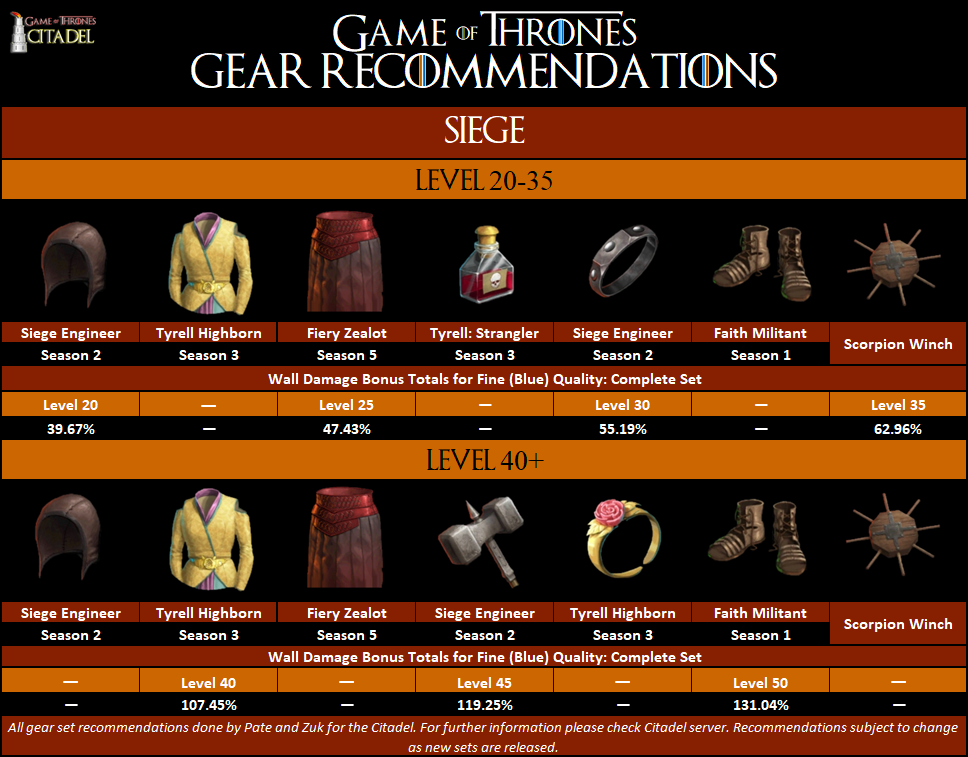 GAME OF THRONES
CITADEL
GAME OF THRONES
GEAR RECOMMENDATIONS
SIEGE
LEVEL 20-35
Siege Engineer Tyrell Highborn Fiery Zealot Tyrell: Strangler Siege Engineer Faith Militant Scorpion Winch
Season 2 Season 3 Season 5 Season 3 Season 2 Season 1
Wall Damage Bonus Totals for Fine (Blue) Quality: Complete Set
Level 20 — Level 25 — Level 30 — Level 35
39.67% — 47.43% — 55.19% — 62.96%
LEVEL 40+
Siege Engineer Tyrell Highborn Fiery Zealot Siege Engineer Tyrell Highborn Faith Militant Scorpion Winch
Season 2 Season 3 Season 5 Season 2 Season 3 Season 1
Wall Damage Bonus Totals for Fine (Blue) Quality: Complete Set
— Level 40 — Level 45 — Level 50 —
— 107.45% — 119.25% — 131.04% —
All gear set recommendations done by Pate and Zuk for the Citadel. For further information please check Citadel server. Recommendations subject to change
as new sets are released.